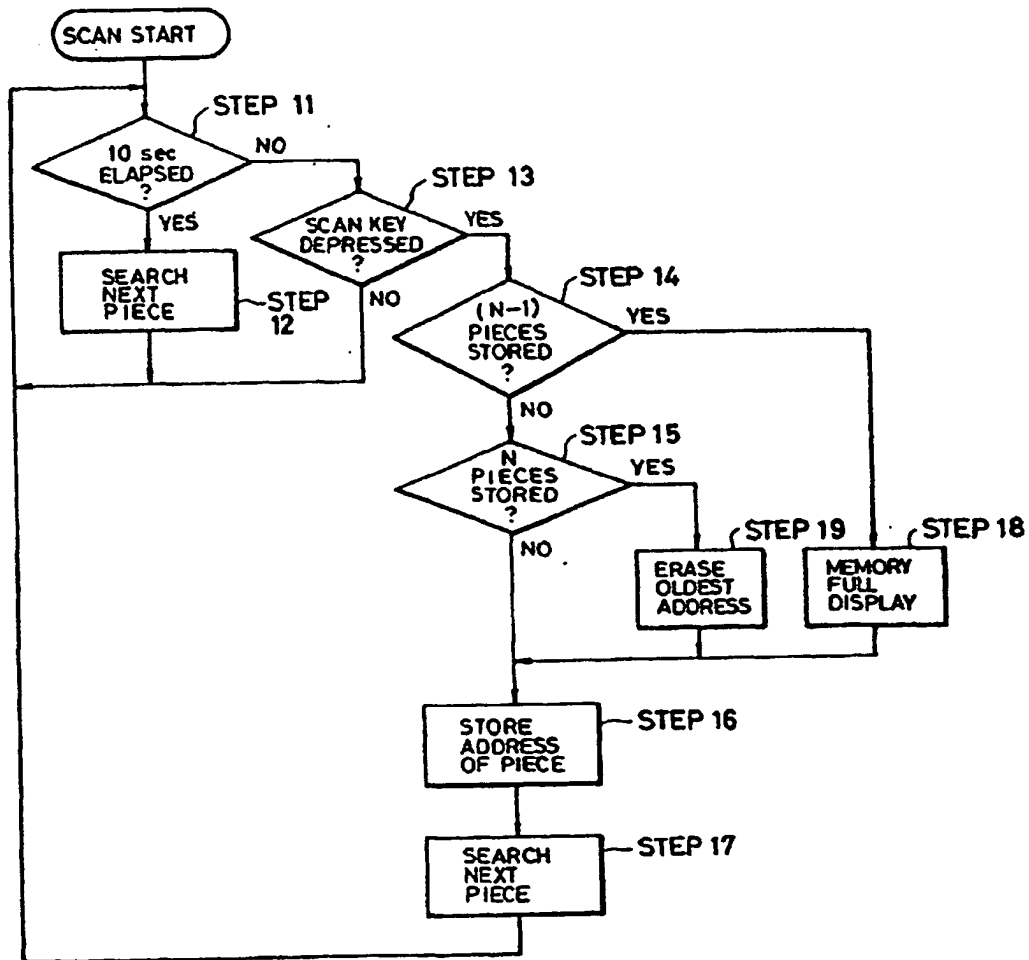 SCAN START
STEP 11
10 sec
ELAPSED
?
NO
YES
STEP 13
SCAN KEY
DEPRESSED
?
YES
NO
SEARCH
NEXT
PIECE
STEP
12
STEP 14
(N-1)
PIECES
STORED
?
YES
NO
STEP 15
N
PIECES
STORED
?
YES
NO
STEP 19
ERASE
OLDEST
ADDRESS
STEP 18
MEMORY
FULL
DISPLAY
STORE
ADDRESS
OF PIECE
STEP 16
SEARCH
NEXT
PIECE
STEP 17